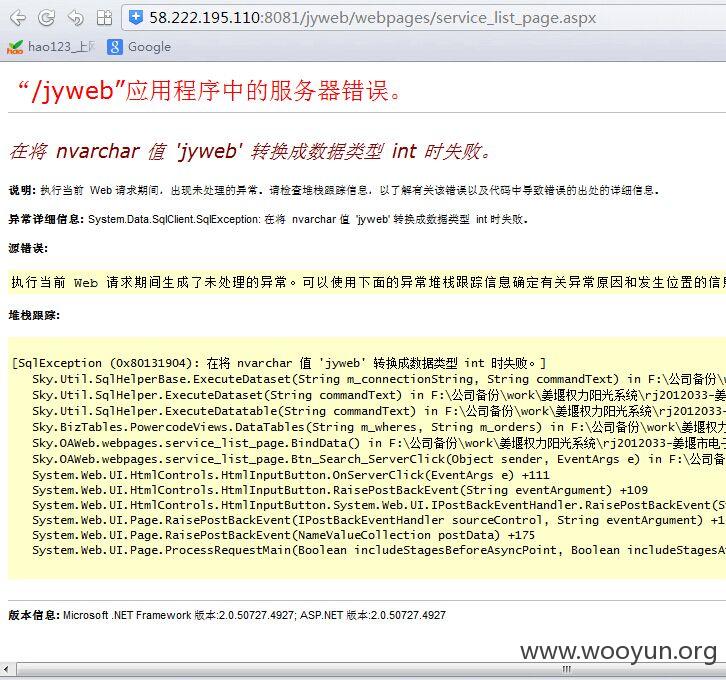 58.222.195.110:8081/jyweb/webpages/service_list_page.aspx
hao123_上 Google
“/jyweb”应用程序中的服务器错误。
在将 nvarchar 值 'jyweb' 转换成数据类型 int 时失败。
说明: 执行当前 Web 请求期间，出现未处理的异常。请检查堆栈跟踪信息，以了解有关该错误以及代码中导致错误的出处的详细信息。
异常详细信息: System.Data.SqlClient.SqlException: 在将 nvarchar 值 'jyweb' 转换成数据类型 int 时失败。
源错误:
执行当前 Web 请求期间生成了未处理的异常。可以使用下面的异常堆栈跟踪信息确定有关异常原因和发生位置的信
堆栈跟踪:
[SqlException (0x80131904): 在将 nvarchar 值 'jyweb' 转换成数据类型 int 时失败。]
Sky.Util.SqlHelperBase.ExecuteDataset(String m_connectionString, String commandText) in F:\公司备份\w
Sky.Util.SqlHelper.ExecuteDataset(String commandText) in F:\公司备份\work\姜堰权力阳光系统\rj2012033-姜
Sky.Util.SqlHelper.ExecuteDatatable(String commandText) in F:\公司备份\work\姜堰权力阳光系统\rj2012033-
Sky.BizTables.PowercodeViews.DataTables(String m_wheres, String m_orders) in F:\公司备份\work\姜堰权力
Sky.OAWeb.webpages.service_list_page.BindData() in F:\公司备份\work\姜堰权力阳光系统\rj2012033-姜堰市电子
Sky.OAWeb.webpages.service_list_page.Btn_Search_ServerClick(Object sender, EventArgs e) in F:\公司备
System.Web.UI.HtmlControls.HtmlInputButton.OnServerClick(EventArgs e) +111
System.Web.UI.HtmlControls.HtmlInputButton.RaisePostBackEvent(String eventArgument) +109
System.Web.UI.HtmlControls.HtmlInputButton.System.Web.UI.IPostBackEventHandler.RaisePostBackEvent(S
System.Web.UI.Page.RaisePostBackEvent(IPostBackEventHandler sourceControl, String eventArgument) +1
System.Web.UI.Page.RaisePostBackEvent(NameValueCollection postData) +175
System.Web.UI.Page.ProcessRequestMain(Boolean includeStagesBeforeAsyncPoint, Boolean includeStagesA
版本信息: Microsoft .NET Framework 版本:2.0.50727.4927; ASP.NET 版本:2.0.50727.4927
www.wooyun.org